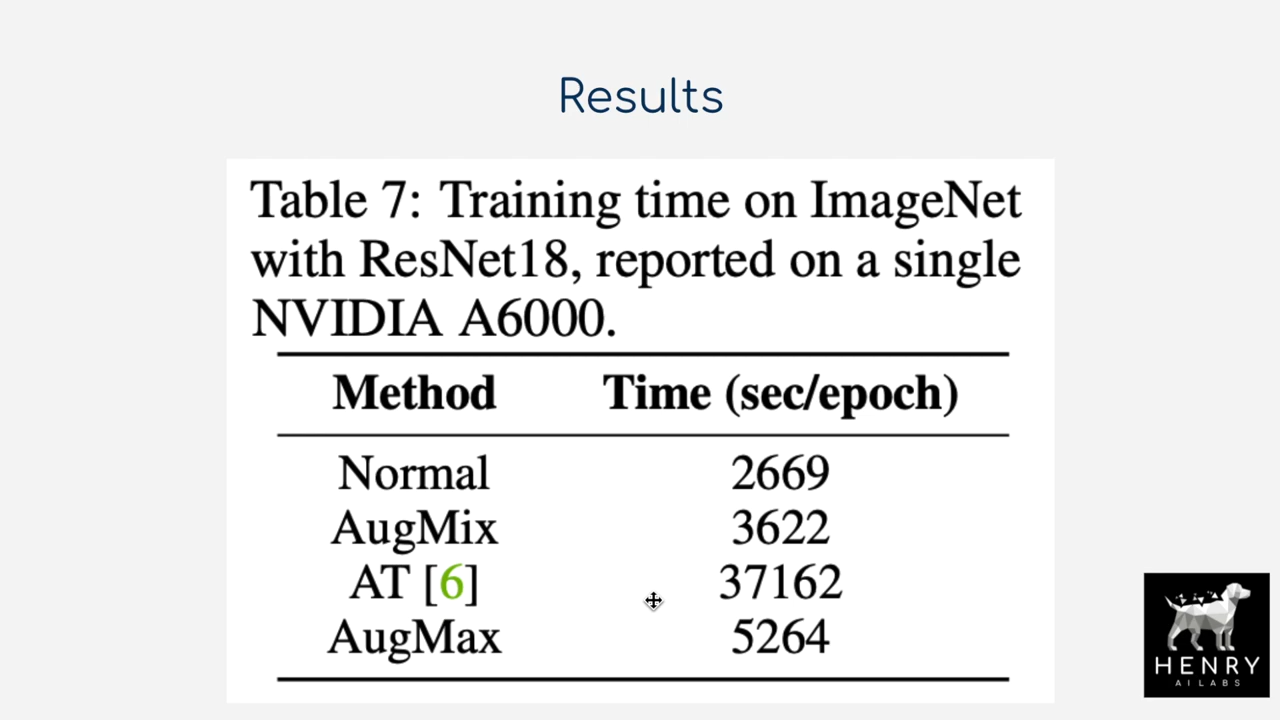 Results
Table 7: Training time on ImageNet
with ResNet18, reported on a single
NVIDIA A6000.
Method Time (sec/epoch)
Normal 2669
AugMix 3622
AT [6] 37162
AugMax 5264
HENRY
AI LABS